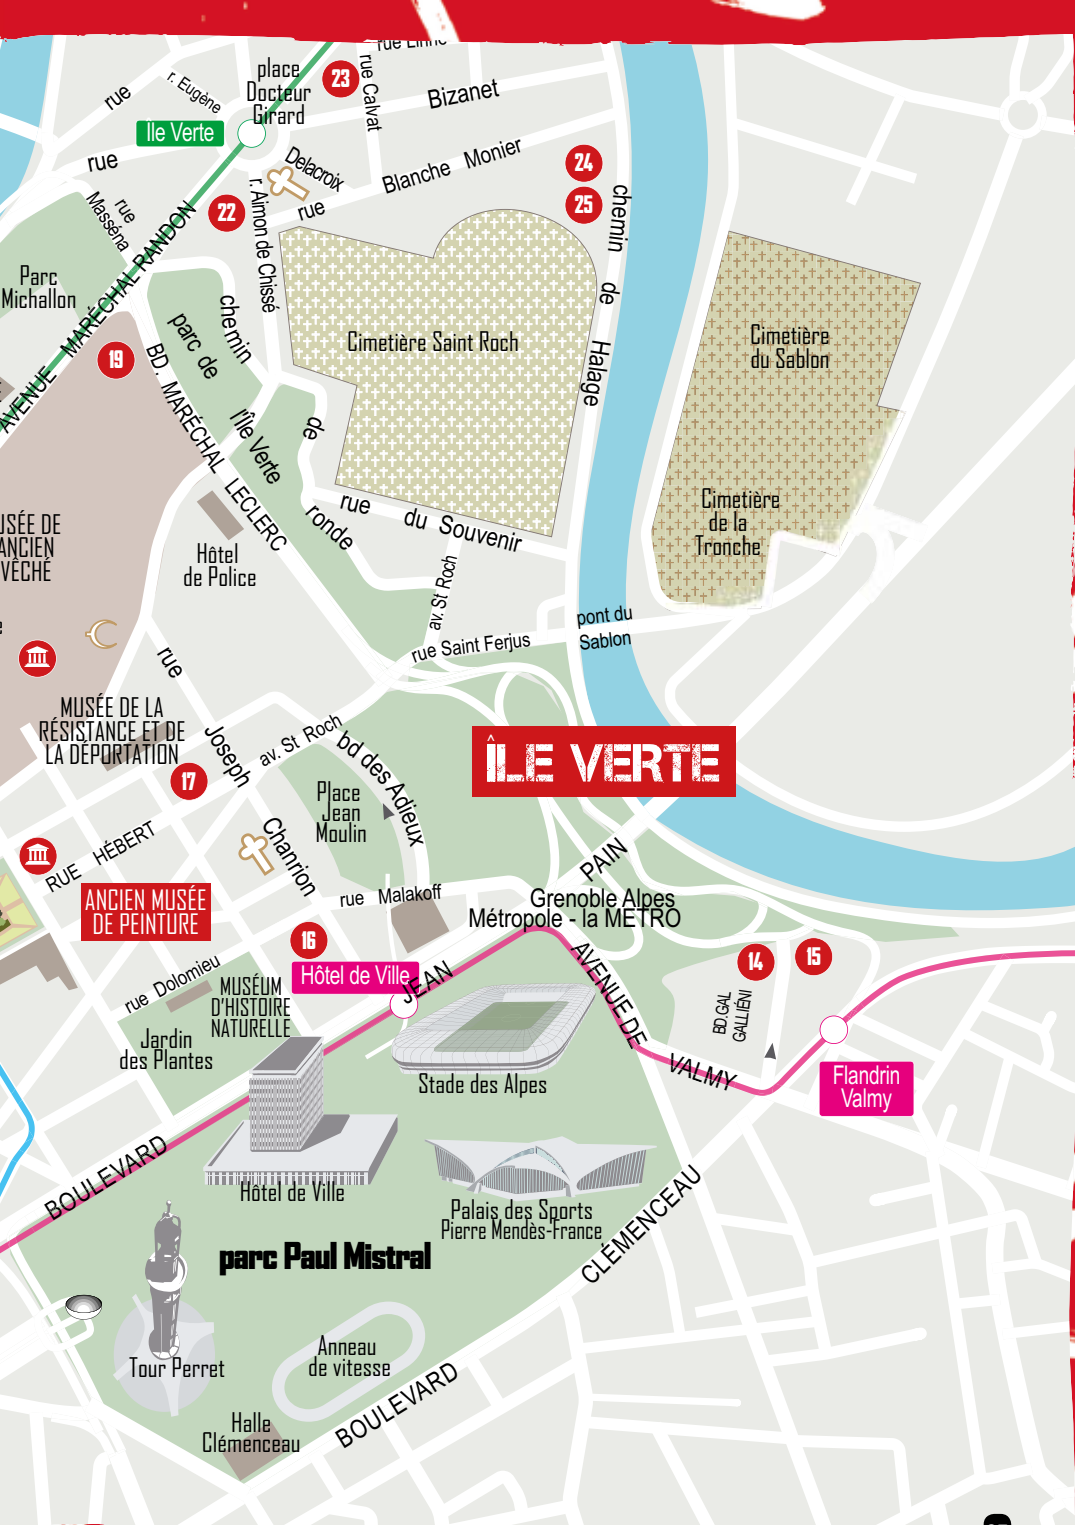 rue Linné
place
Docteur
Girard
23
rue Calvat
Bizanet
r. Eugène
rue
Île Verte
Delacroix
rue
Blanche Monier
24
25
22
rue
r. Aimon de Chissé
rue
Masséna
AVENUE MARÉCHAL RANDON
Parc
Michallon
chemin de Halage
Cimetière Saint Roch
Cimetière
du Sablon
19
parc de
l'Île Verte
chemin
de
ronde
BD. MARÉCHAL LECLERC
Cimetière
de la
Tronche
rue du Souvenir
Hôtel
de Police
USÉE DE
ANCIEN
VÊCHÉ
av. St Roch
rue Saint Ferjus
pont du
Sablon
rue
Joseph
Chanrion
MUSÉE DE LA
RÉSISTANCE ET DE
LA DÉPORTATION
17
av. St Roch
bd des Adieux
Place
Jean
Moulin
ÎLE VERTE
RUE HÉBERT
ANCIEN MUSÉE
DE PEINTURE
rue Malakoff
PAIN
Grenoble Alpes
Métropole - la METRO
16
Hôtel de Ville
JEAN
rue Dolomieu
MUSÉUM
D'HISTOIRE
NATURELLE
Jardin
des Plantes
14
15
BD.GAL
GALLIÉNI
AVENUE DE
VALMY
Flandrin
Valmy
Stade des Alpes
BOULEVARD
Hôtel de Ville
Palais des Sports
Pierre Mendès-France
CLÉMENCEAU
parc Paul Mistral
Tour Perret
Anneau
de vitesse
BOULEVARD
Halle
Clémenceau